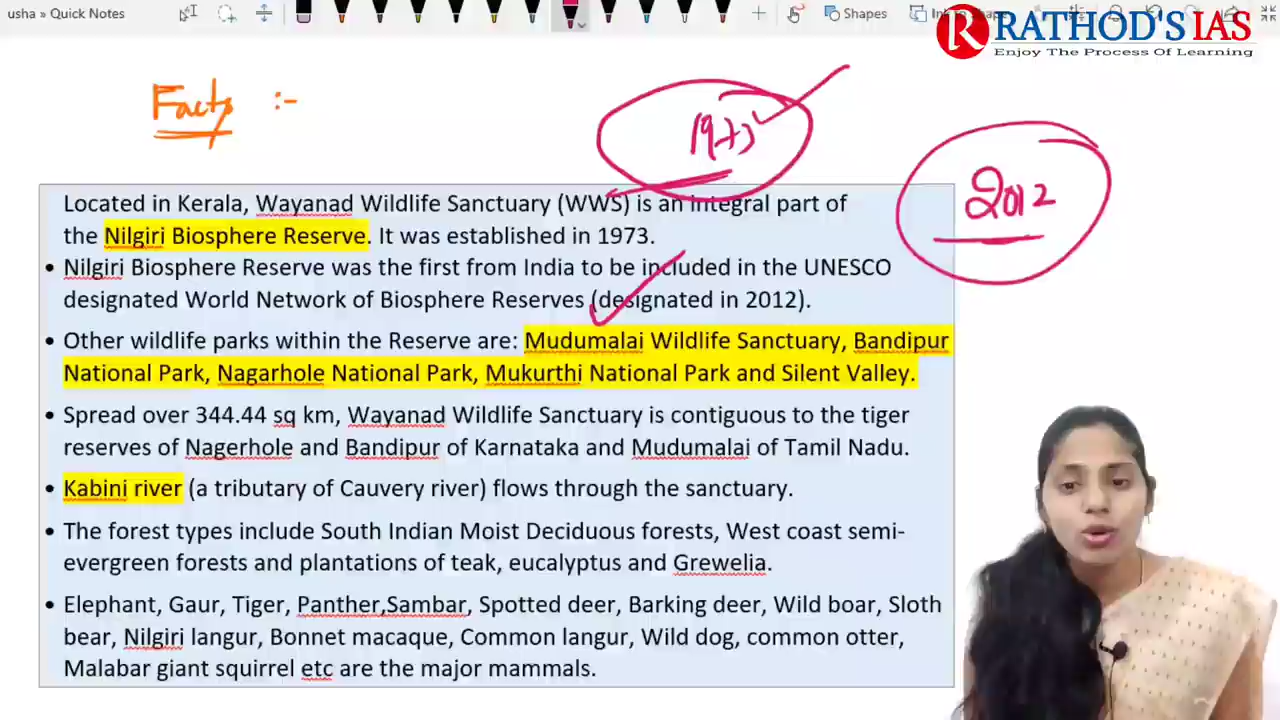 usha » Quick Notes
Shapes
RATHOD'S IAS
Enjoy The Process Of Learning
Facts :-
1973
2012
Located in Kerala, Wayanad Wildlife Sanctuary (WWS) is an integral part of
the Nilgiri Biosphere Reserve. It was established in 1973.
• Nilgiri Biosphere Reserve was the first from India to be included in the UNESCO
designated World Network of Biosphere Reserves (designated in 2012).
• Other wildlife parks within the Reserve are: Mudumalai Wildlife Sanctuary, Bandipur
National Park, Nagarhole National Park, Mukurthi National Park and Silent Valley.
• Spread over 344.44 sq km, Wayanad Wildlife Sanctuary is contiguous to the tiger
reserves of Nagerhole and Bandipur of Karnataka and Mudumalai of Tamil Nadu.
• Kabini river (a tributary of Cauvery river) flows through the sanctuary.
• The forest types include South Indian Moist Deciduous forests, West coast semi-
evergreen forests and plantations of teak, eucalyptus and Grewelia.
• Elephant, Gaur, Tiger, Panther,Sambar, Spotted deer, Barking deer, Wild boar, Sloth
bear, Nilgiri langur, Bonnet macaque, Common langur, Wild dog, common otter,
Malabar giant squirrel etc are the major mammals.